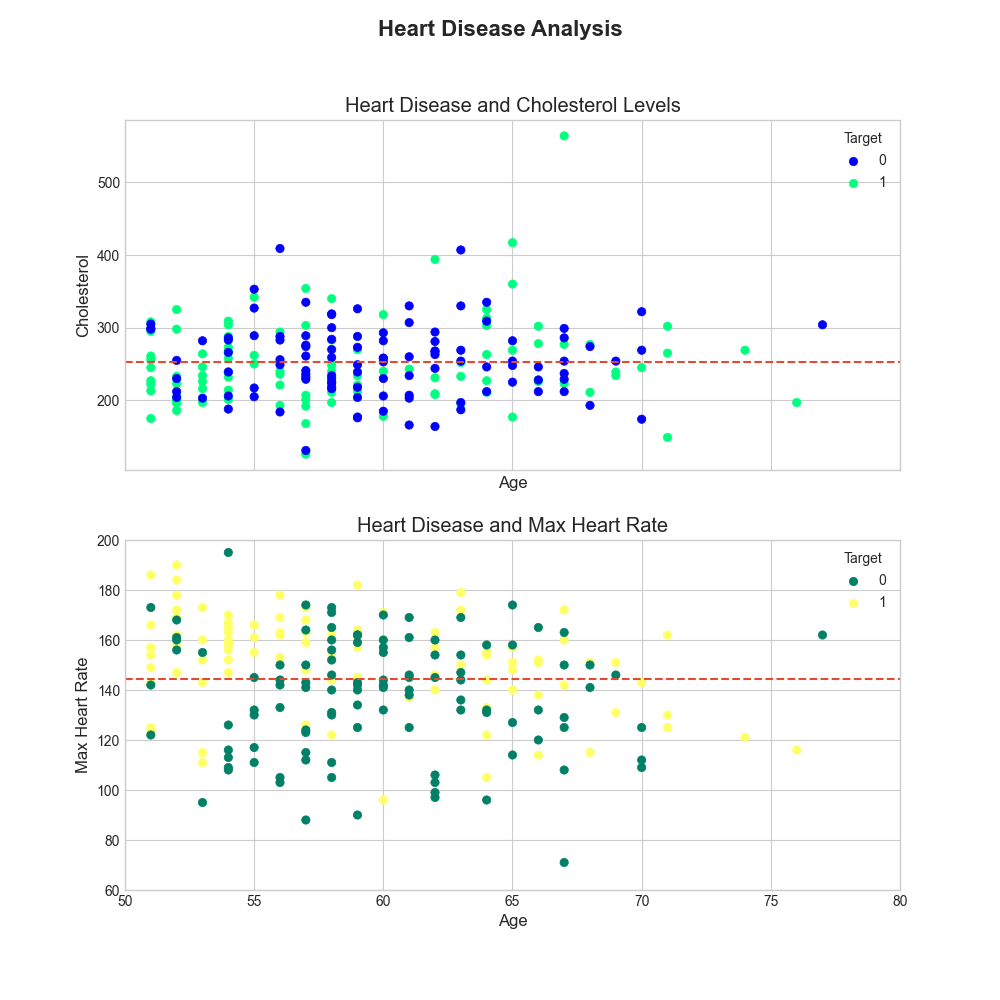 Heart Disease Analysis
Heart Disease and Cholesterol Levels
Target
0
1
500
400
300
200
Cholesterol
Age
Heart Disease and Max Heart Rate
Target
0
1
200
180
160
140
120
100
80
60
Max Heart Rate
50 55 60 65 70 75 80
Age